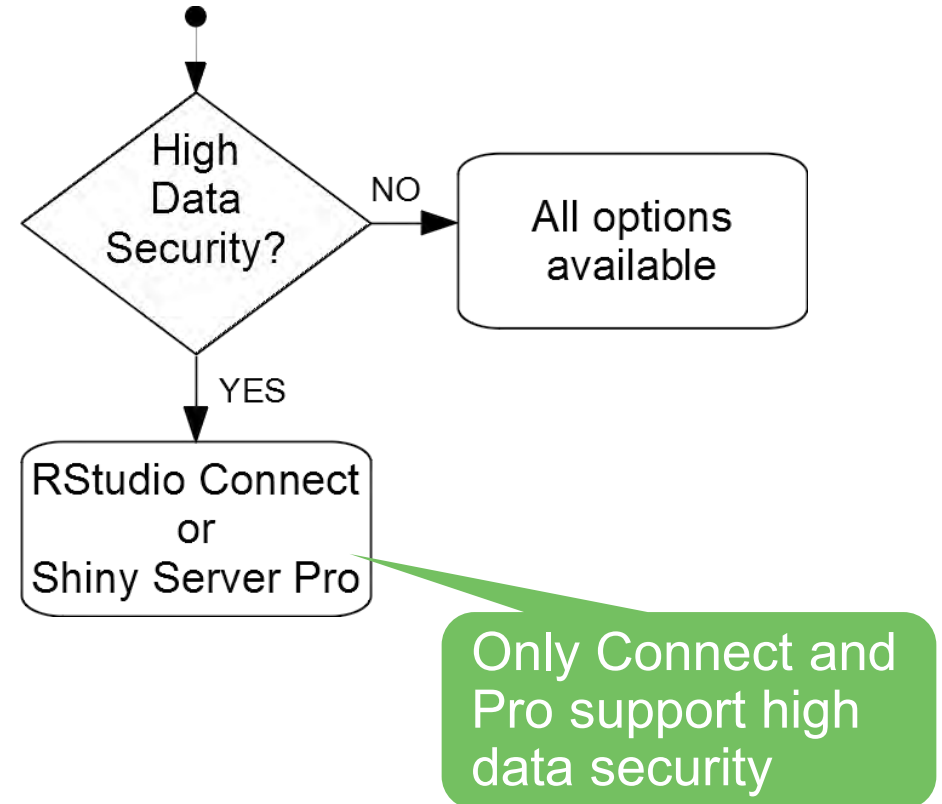 High
Data
Security?
NO
All options
available
YES
RStudio Connect
or
Shiny Server Pro
Only Connect and
Pro support high
data security